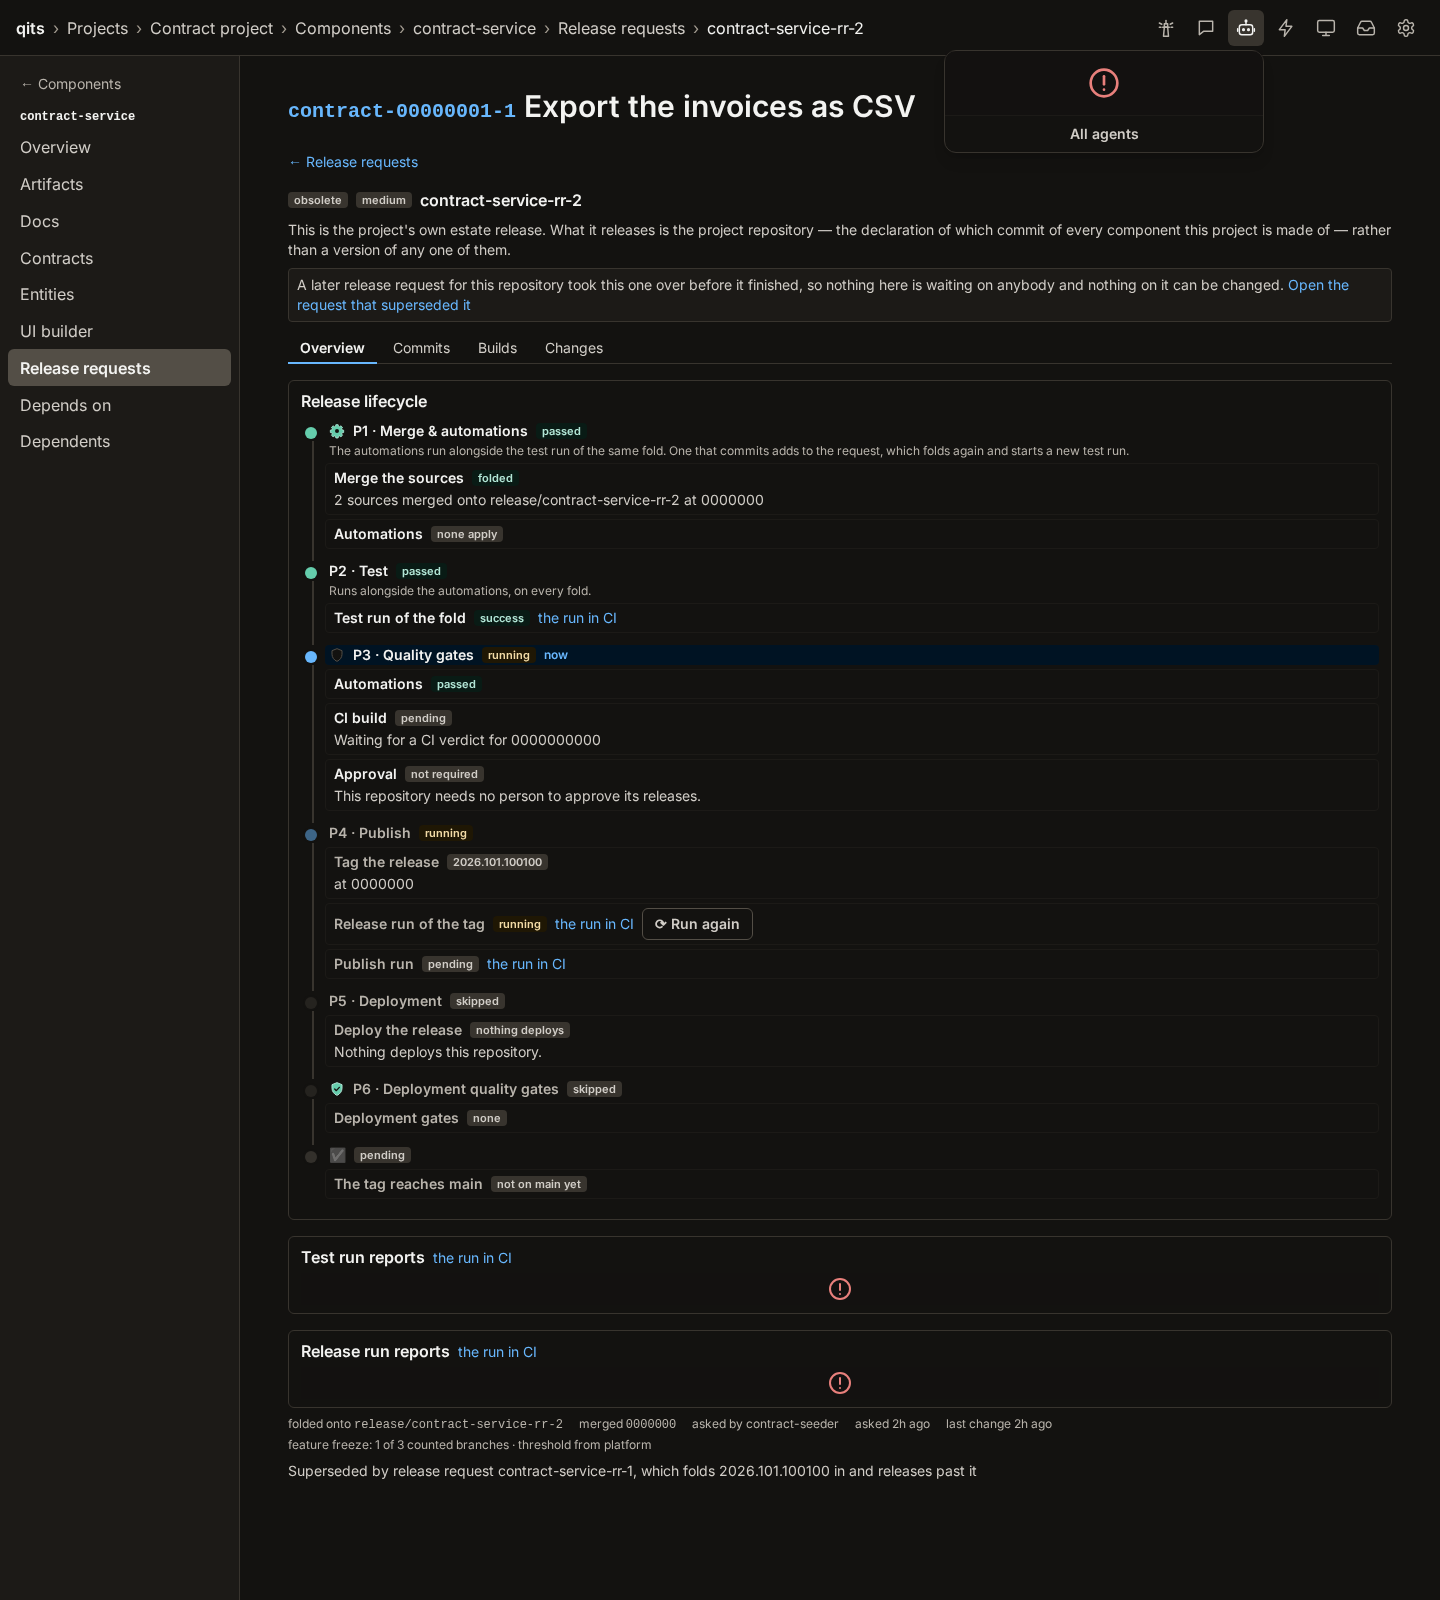 qits › Projects › Contract project › Components › contract-service › Release requests › contract-service-rr-2
All agents
← Components
contract-service
Overview
Artifacts
Docs
Contracts
Entities
UI builder
Release requests
Depends on
Dependents
contract-00000001-1 Export the invoices as CSV
← Release requests
obsolete medium contract-service-rr-2
This is the project's own estate release. What it releases is the project repository — the declaration of which commit of every component this project is made of — rather
than a version of any one of them.
A later release request for this repository took this one over before it finished, so nothing here is waiting on anybody and nothing on it can be changed. Open the
request that superseded it
Overview Commits Builds Changes
Release lifecycle
P1 · Merge & automations passed
The automations run alongside the test run of the same fold. One that commits adds to the request, which folds again and starts a new test run.
Merge the sources folded
2 sources merged onto release/contract-service-rr-2 at 0000000
Automations none apply
P2 · Test passed
Runs alongside the automations, on every fold.
Test run of the fold success the run in CI
P3 · Quality gates running now
Automations passed
CI build pending
Waiting for a CI verdict for 0000000000
Approval not required
This repository needs no person to approve its releases.
P4 · Publish running
Tag the release 2026.101.100100
at 0000000
Release run of the tag running the run in CI ⟳ Run again
Publish run pending the run in CI
P5 · Deployment skipped
Deploy the release nothing deploys
Nothing deploys this repository.
P6 · Deployment quality gates skipped
Deployment gates none
pending
The tag reaches main not on main yet
Test run reports the run in CI
Release run reports the run in CI
folded onto release/contract-service-rr-2 merged 0000000 asked by contract-seeder asked 2h ago last change 2h ago
feature freeze: 1 of 3 counted branches · threshold from platform
Superseded by release request contract-service-rr-1, which folds 2026.101.100100 in and releases past it